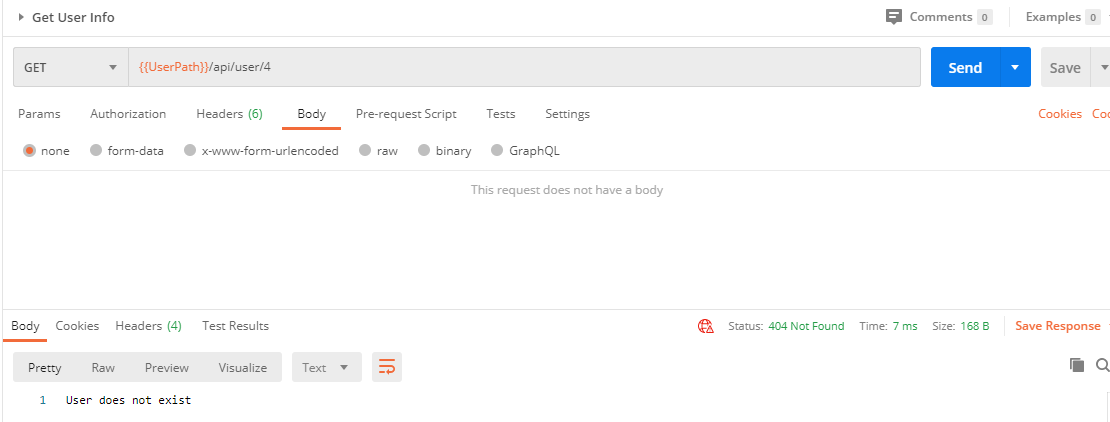 Get User Info Comments 0 Examples 0
GET {{UserPath}}/api/user/4 Send Save
Params Authorization Headers (6) Body Pre-request Script Tests Settings Cookies
none form-data x-www-form-urlencoded raw binary GraphQL
This request does not have a body
Body Cookies Headers (4) Test Results Status: 404 Not Found Time: 7 ms Size: 168 B Save Response
Pretty Raw Preview Visualize Text
1 User does not exist